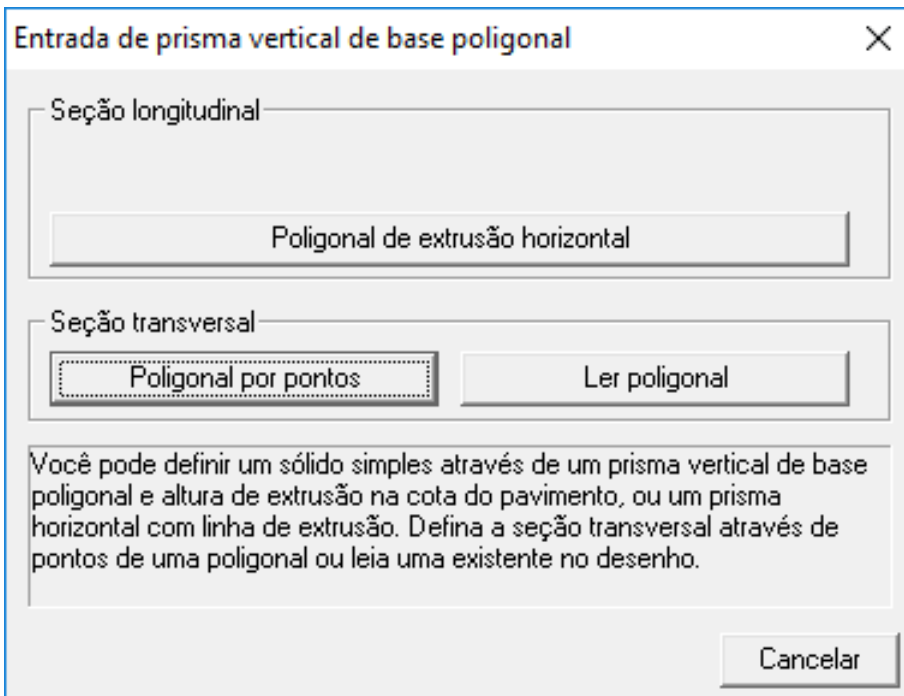 Entrada de prisma vertical de base poligonal
Seção longitudinal
Poligonal de extrusão horizontal
Seção transversal
Poligonal por pontos
Ler poligonal
Você pode definir um sólido simples através de um prisma vertical de base
poligonal e altura de extrusão na cota do pavimento, ou um prisma
horizontal com linha de extrusão. Defina a seção transversal através de
pontos de uma poligonal ou leia uma existente no desenho.
Cancelar